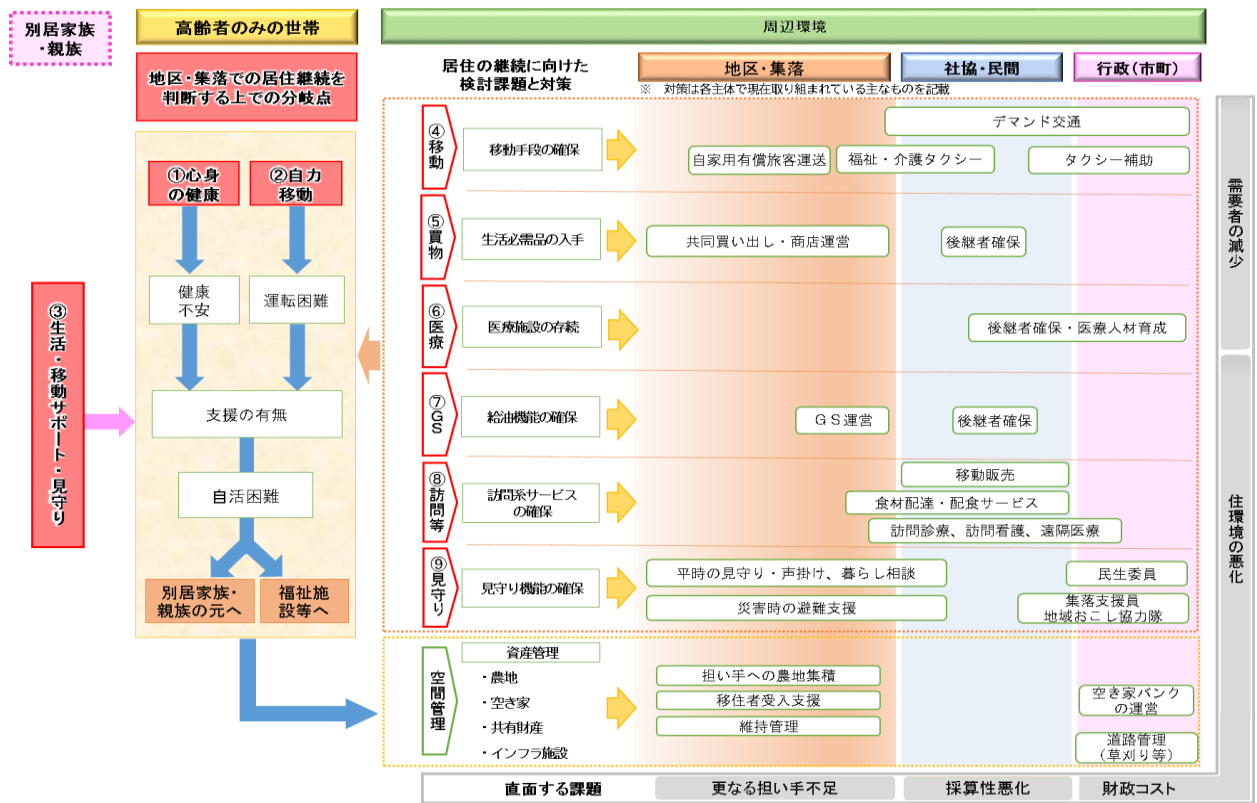 別居家族
・親族
高齢者のみの世帯
周辺環境
地区・集落での居住継続を
判断する上での分岐点
居住の継続に向けた
検討課題と対策
地区・集落
社協・民間
行政(市町)
※　対策は各主体で現在取り組まれている主なものを記載
①心身
の健康
②自力
移動
健康
不安
運転困難
支援の有無
自活困難
別居家族・
親族の元へ
福祉施
設等へ
③生活・移動サポート・見守り
④移動
移動手段の確保
デマンド交通
自家用有償旅客運送
福祉・介護タクシー
タクシー補助
⑤買物
生活必需品の入手
共同買い出し・商店運営
後継者確保
⑥医療
医療施設の存続
後継者確保・医療人材育成
⑦GS
給油機能の確保
GS運営
後継者確保
⑧訪問等
訪問系サービス
の確保
移動販売
食材配達・配食サービス
訪問診療、訪問看護、遠隔医療
⑨見守り
見守り機能の確保
平時の見守り・声掛け、暮らし相談
民生委員
災害時の避難支援
集落支援員
地域おこし協力隊
空間管理
資産管理
・農地
・空き家
・共有財産
・インフラ施設
担い手への農地集積
移住者受入支援
維持管理
空き家バンク
の運営
道路管理
(草刈り等)
需要者の減少
住環境の悪化
直面する課題
更なる担い手不足
採算性悪化
財政コスト